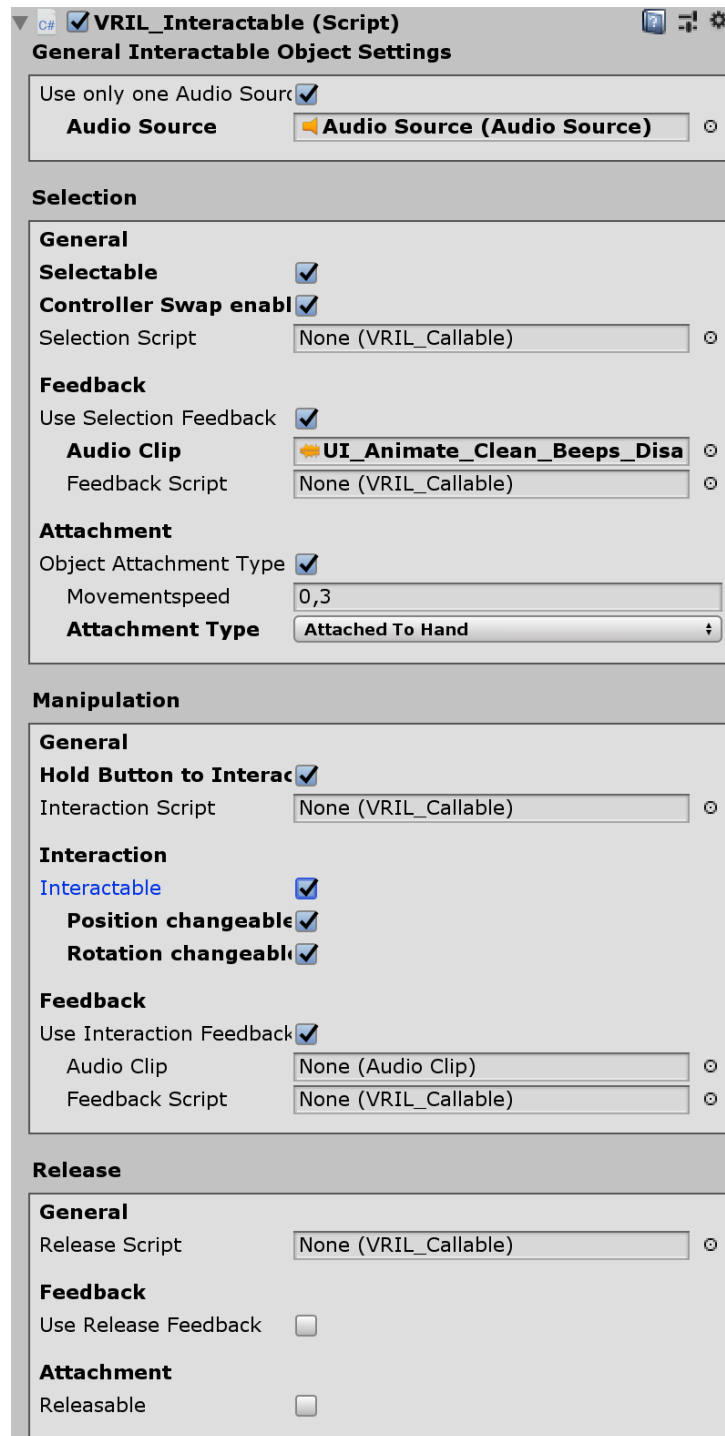 C# VRIL_Interactable (Script)
General Interactable Object Settings
Use only one Audio Sourc
Audio Source Audio Source (Audio Source)
Selection
General
Selectable
Controller Swap enabl
Selection Script None (VRIL_Callable)
Feedback
Use Selection Feedback
Audio Clip UI_Animate_Clean_Beeps_Disa
Feedback Script None (VRIL_Callable)
Attachment
Object Attachment Type
Movementspeed 0,3
Attachment Type Attached To Hand
Manipulation
General
Hold Button to Interac
Interaction Script None (VRIL_Callable)
Interaction
Interactable
Position changeable
Rotation changeable
Feedback
Use Interaction Feedback
Audio Clip None (Audio Clip)
Feedback Script None (VRIL_Callable)
Release
General
Release Script None (VRIL_Callable)
Feedback
Use Release Feedback
Attachment
Releasable